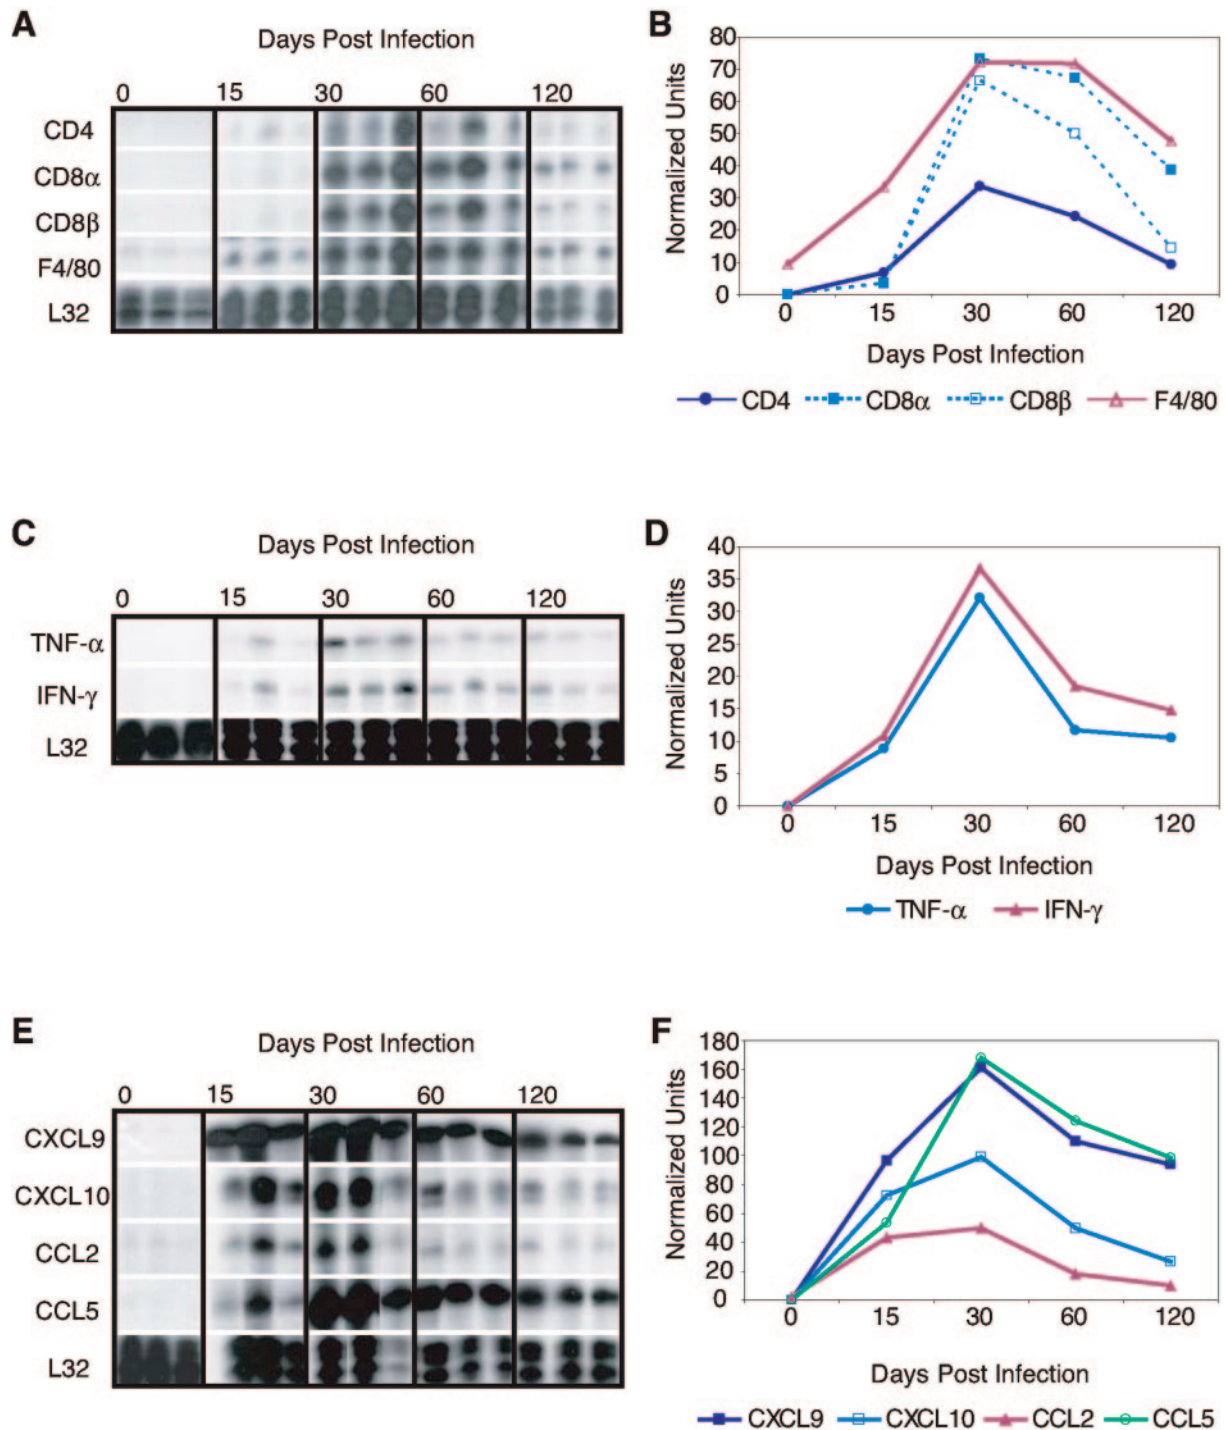 A
Days Post Infection
0 15 30 60 120
CD4
CD8α
CD8β
F4/80
L32
B
Normalized Units
80
70
60
50
40
30
20
10
0
0 15 30 60 120
Days Post Infection
CD4 CD8α CD8β F4/80
C
Days Post Infection
0 15 30 60 120
TNF-α
IFN-γ
L32
D
Normalized Units
40
35
30
25
20
15
10
5
0
0 15 30 60 120
Days Post Infection
TNF-α IFN-γ
E
Days Post Infection
0 15 30 60 120
CXCL9
CXCL10
CCL2
CCL5
L32
F
Normalized Units
180
160
140
120
100
80
60
40
20
0
0 15 30 60 120
Days Post Infection
CXCL9 CXCL10 CCL2 CCL5